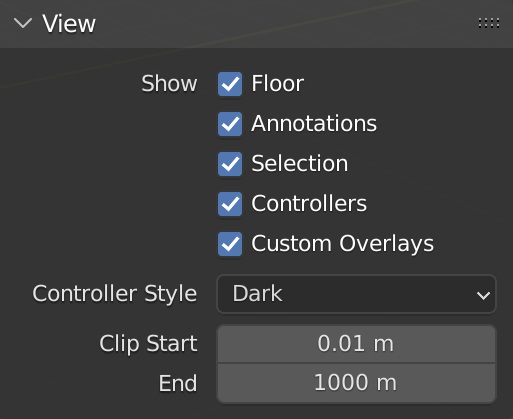 View
Show Floor
Annotations
Selection
Controllers
Custom Overlays
Controller Style Dark
Clip Start 0.01 m
End 1000 m